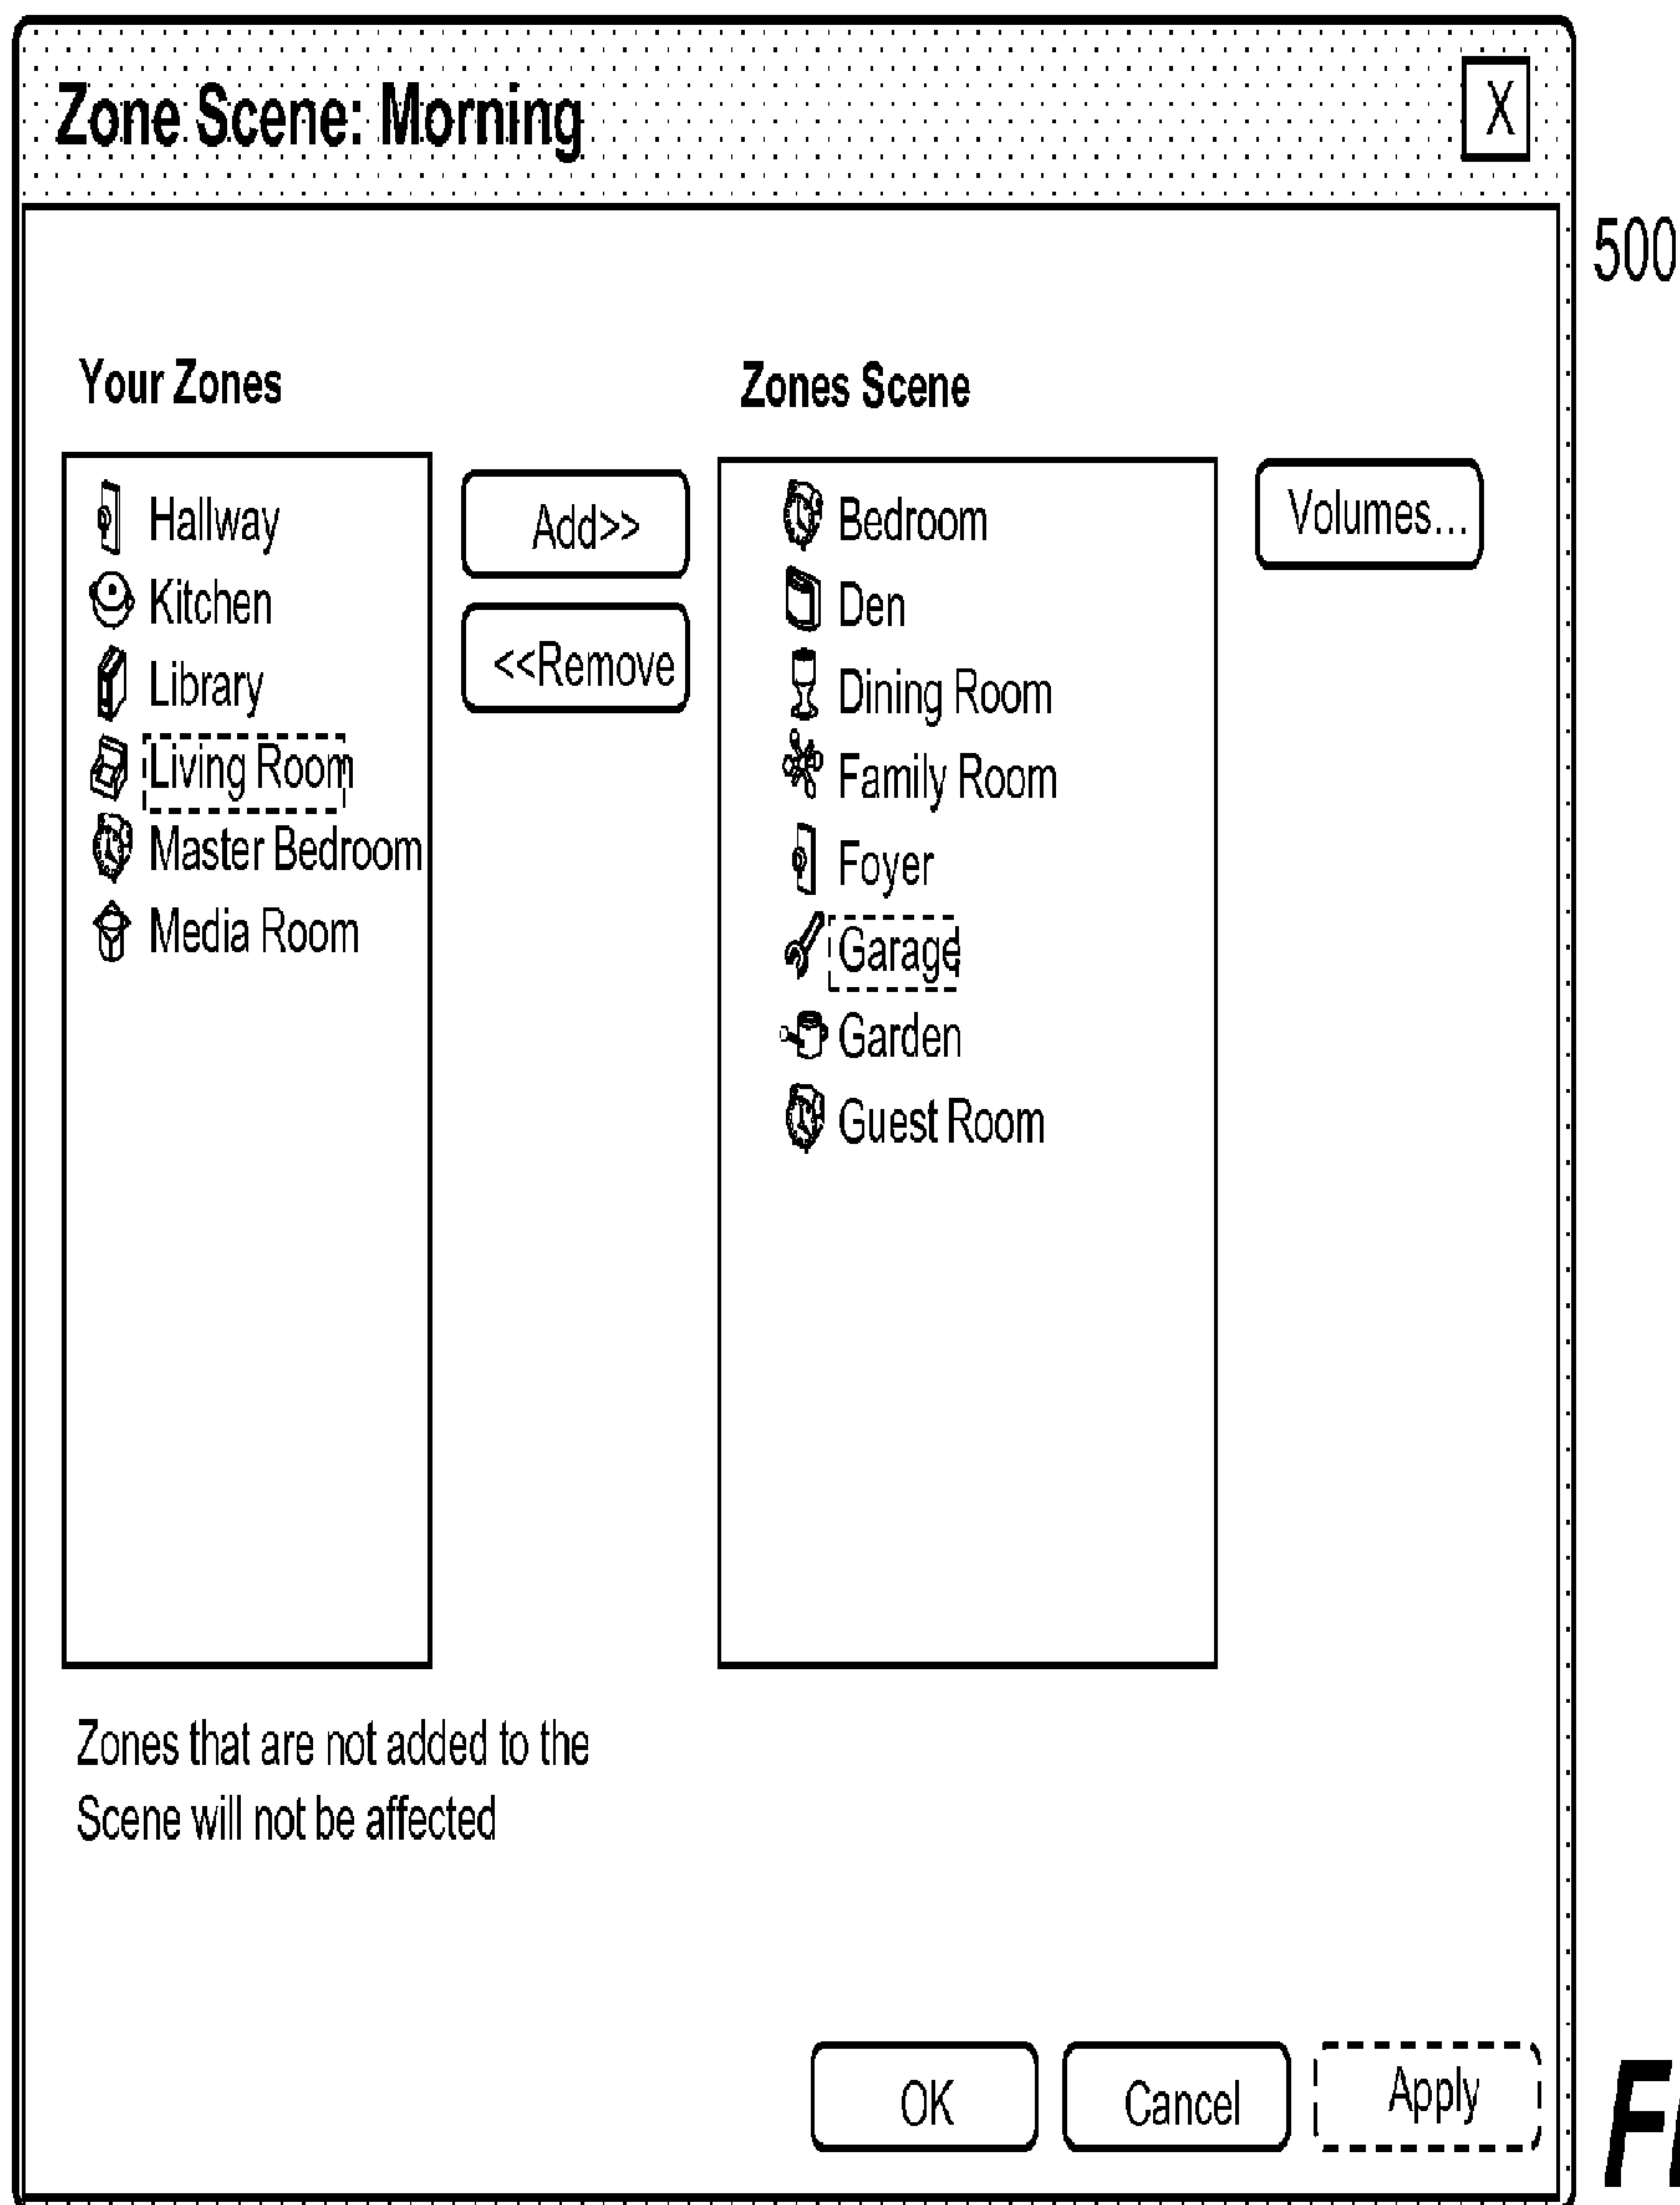 Zone Scene: Morning
X
500
Your Zones
Zones Scene
Hallway
Kitchen
Library
Living Room
Master Bedroom
Media Room
Add>>
<<Remove
Bedroom
Den
Dining Room
Family Room
Foyer
Garage
Garden
Guest Room
Volumes...
Zones that are not added to the
Scene will not be affected
OK
Cancel
Apply